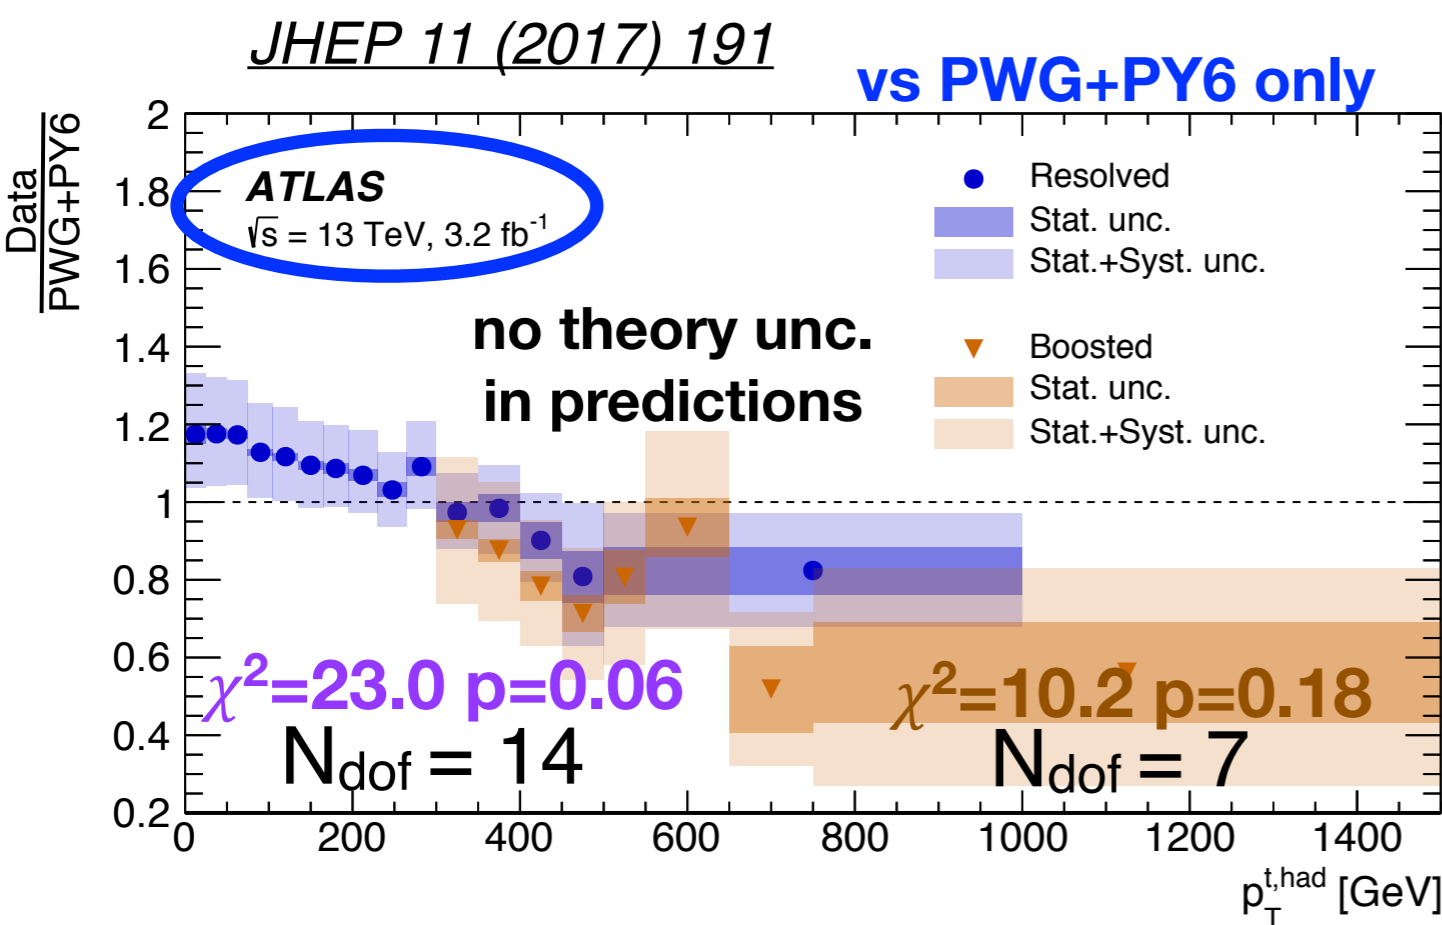 JHEP 11 (2017) 191
vs PWG+PY6 only
Data
PWG+PY6
2
1.8
1.6
1.4
1.2
1
0.8
0.6
0.4
0.2
ATLAS
√s = 13 TeV, 3.2 fb⁻¹
Resolved
Stat. unc.
Stat.+Syst. unc.
no theory unc.
in predictions
Boosted
Stat. unc.
Stat.+Syst. unc.
χ²=23.0 p=0.06
N_dof = 14
χ²=10.2 p=0.18
N_dof = 7
0 200 400 600 800 1000 1200 1400
p_T^{t,had} [GeV]